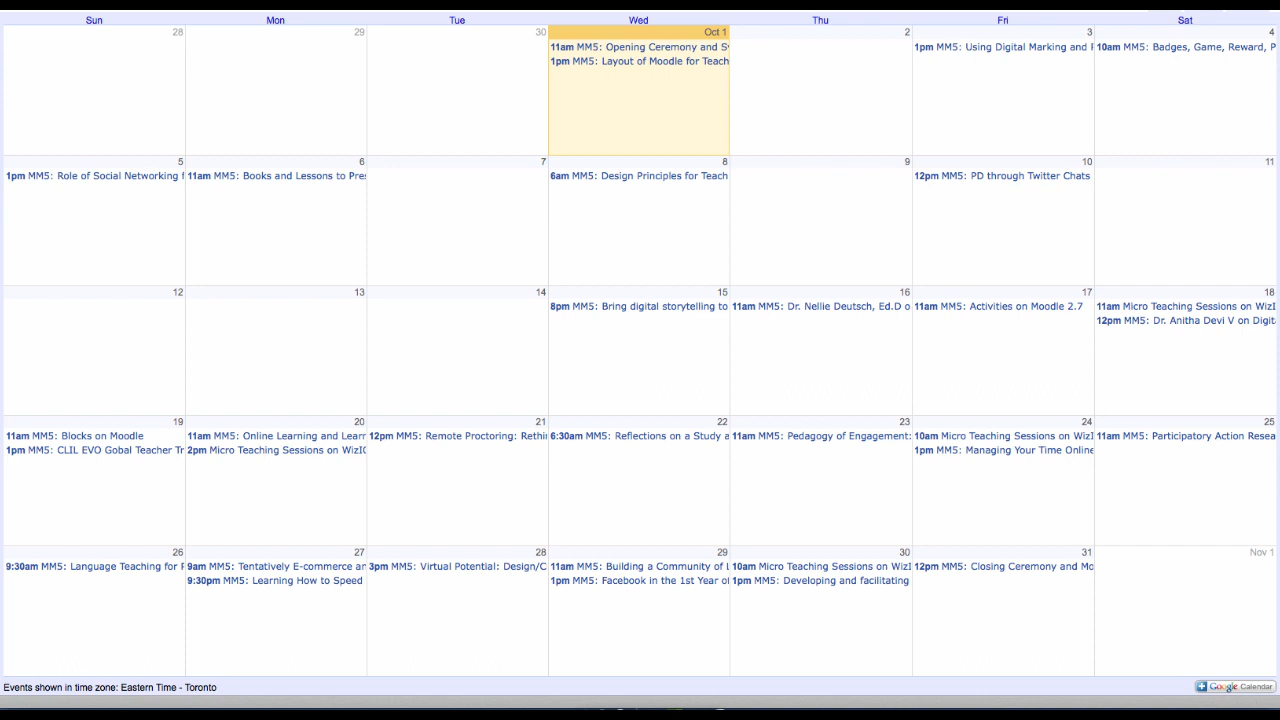 Sun Mon Tue Wed Thu Fri Sat
28 29 30 Oct 1 2 3 4
11am MM5: Opening Ceremony and
1pm MM5: Layout of Moodle for Teach
1pm MM5: Using Digital Marking and
10am MM5: Badges, Game, Reward, P
5 6 7 8 9 10 11
1pm MM5: Role of Social Networking
11am MM5: Books and Lessons to Pre
6am MM5: Design Principles for Teach
12pm MM5: PD through Twitter Chats
12 13 14 15 16 17 18
8pm MM5: Bring digital storytelling to
11am MM5: Dr. Nellie Deutsch, Ed.D o
11am MM5: Activities on Moodle 2.7
11am Micro Teaching Sessions on WizI
12pm MM5: Dr. Anitha Devi V on Digit
19 20 21 22 23 24 25
11am MM5: Blocks on Moodle
1pm MM5: CLIL EVO Gobal Teacher Tr
11am MM5: Online Learning and Learr
2pm Micro Teaching Sessions on WizI
12pm MM5: Remote Proctoring: Rethi
6:30am MM5: Reflections on a Study a
11am MM5: Pedagogy of Engagement:
10am Micro Teaching Sessions on WizI
1pm MM5: Managing Your Time Online
11am MM5: Participatory Action Resea
26 27 28 29 30 31 Nov 1
9:30am MM5: Language Teaching for
9am MM5: Tentatively E-commerce an
9:30pm MM5: Learning How to Speed
3pm MM5: Virtual Potential: Design/C
11am MM5: Building a Community of
1pm MM5: Facebook in the 1st Year of
10am Micro Teaching Sessions on WizI
1pm MM5: Developing and facilitating
12pm MM5: Closing Ceremony and Mo
Events shown in time zone: Eastern Time - Toronto
Google Calendar